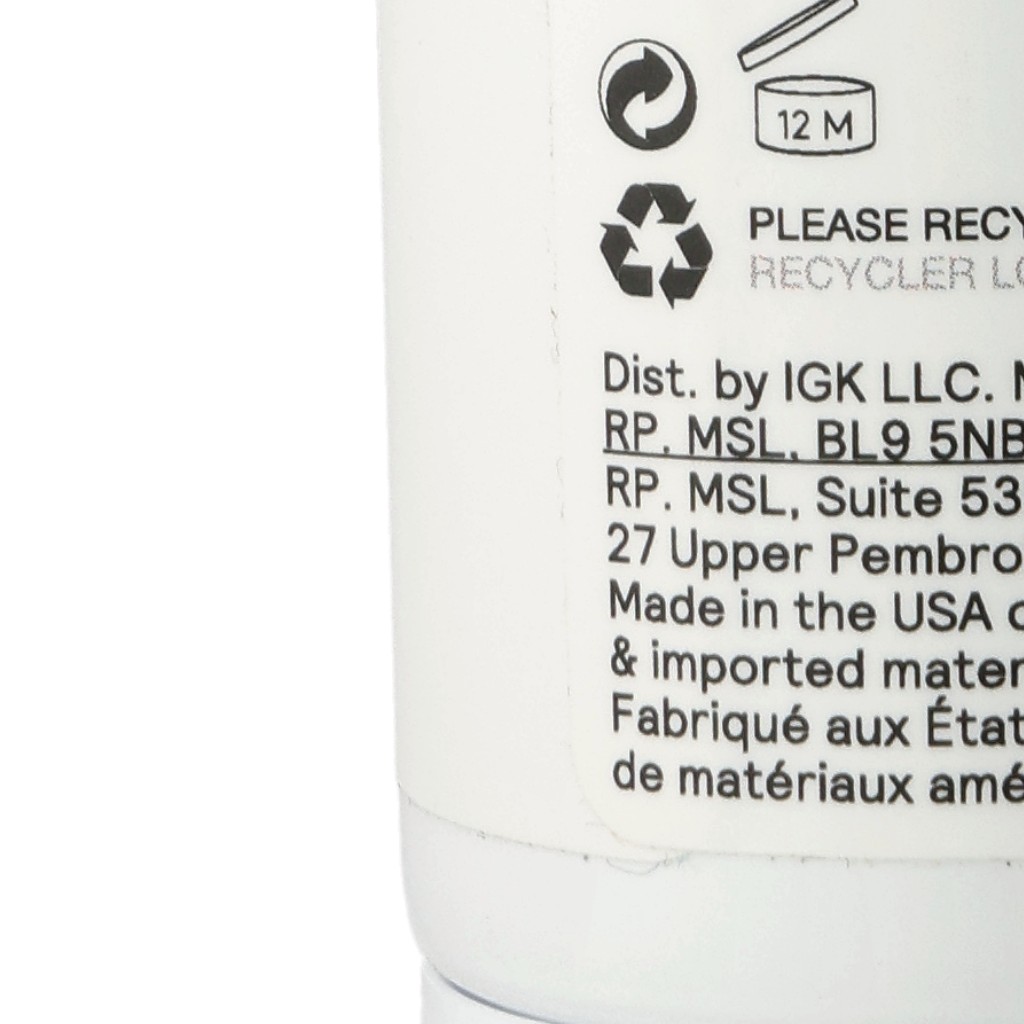 12 M
PLEASE RECY
RECYCLER LO
Dist. by IGK LLC.
RP. MSL. BL9 5NB
RP. MSL, Suite 53
27 Upper Pembro
Made in the USA
& imported mater
Fabriqué aux État
de matériaux amé